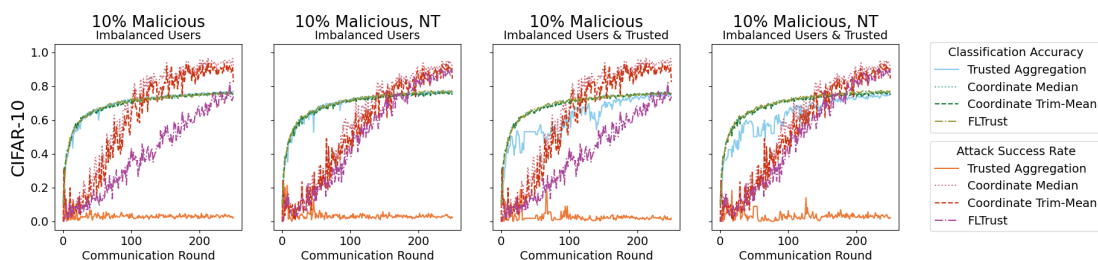 10% Malicious
Imbalanced Users
10% Malicious, NT
Imbalanced Users
10% Malicious
Imbalanced Users & Trusted
10% Malicious, NT
Imbalanced Users & Trusted
CIFAR-10
1.0
0.8
0.6
0.4
0.2
0.0
0 100 200
Communication Round
0 100 200
Communication Round
0 100 200
Communication Round
0 100 200
Communication Round
Classification Accuracy
Trusted Aggregation
Coordinate Median
Coordinate Trim-Mean
FLTrust
Attack Success Rate
Trusted Aggregation
Coordinate Median
Coordinate Trim-Mean
FLTrust